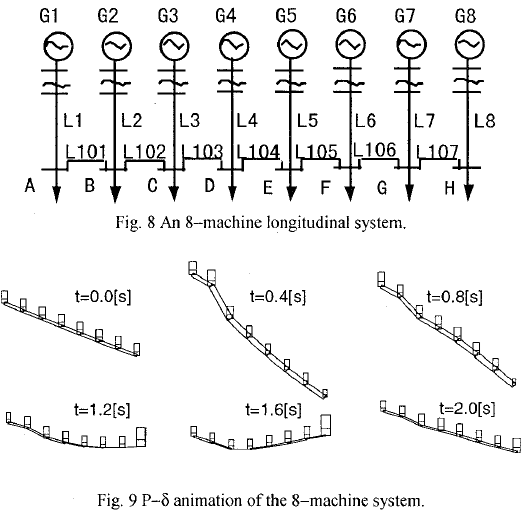 G1 G2 G3 G4 G5 G6 G7 G8
L1 L2 L3 L4 L5 L6 L7 L8
L101 L102 L103 L104 L105 L106 L107
A B C D E F G H
Fig. 8 An 8–machine longitudinal system.
t=0.0[s] t=0.4[s] t=0.8[s]
t=1.2[s] t=1.6[s] t=2.0[s]
Fig. 9 P–δ animation of the 8–machine system.